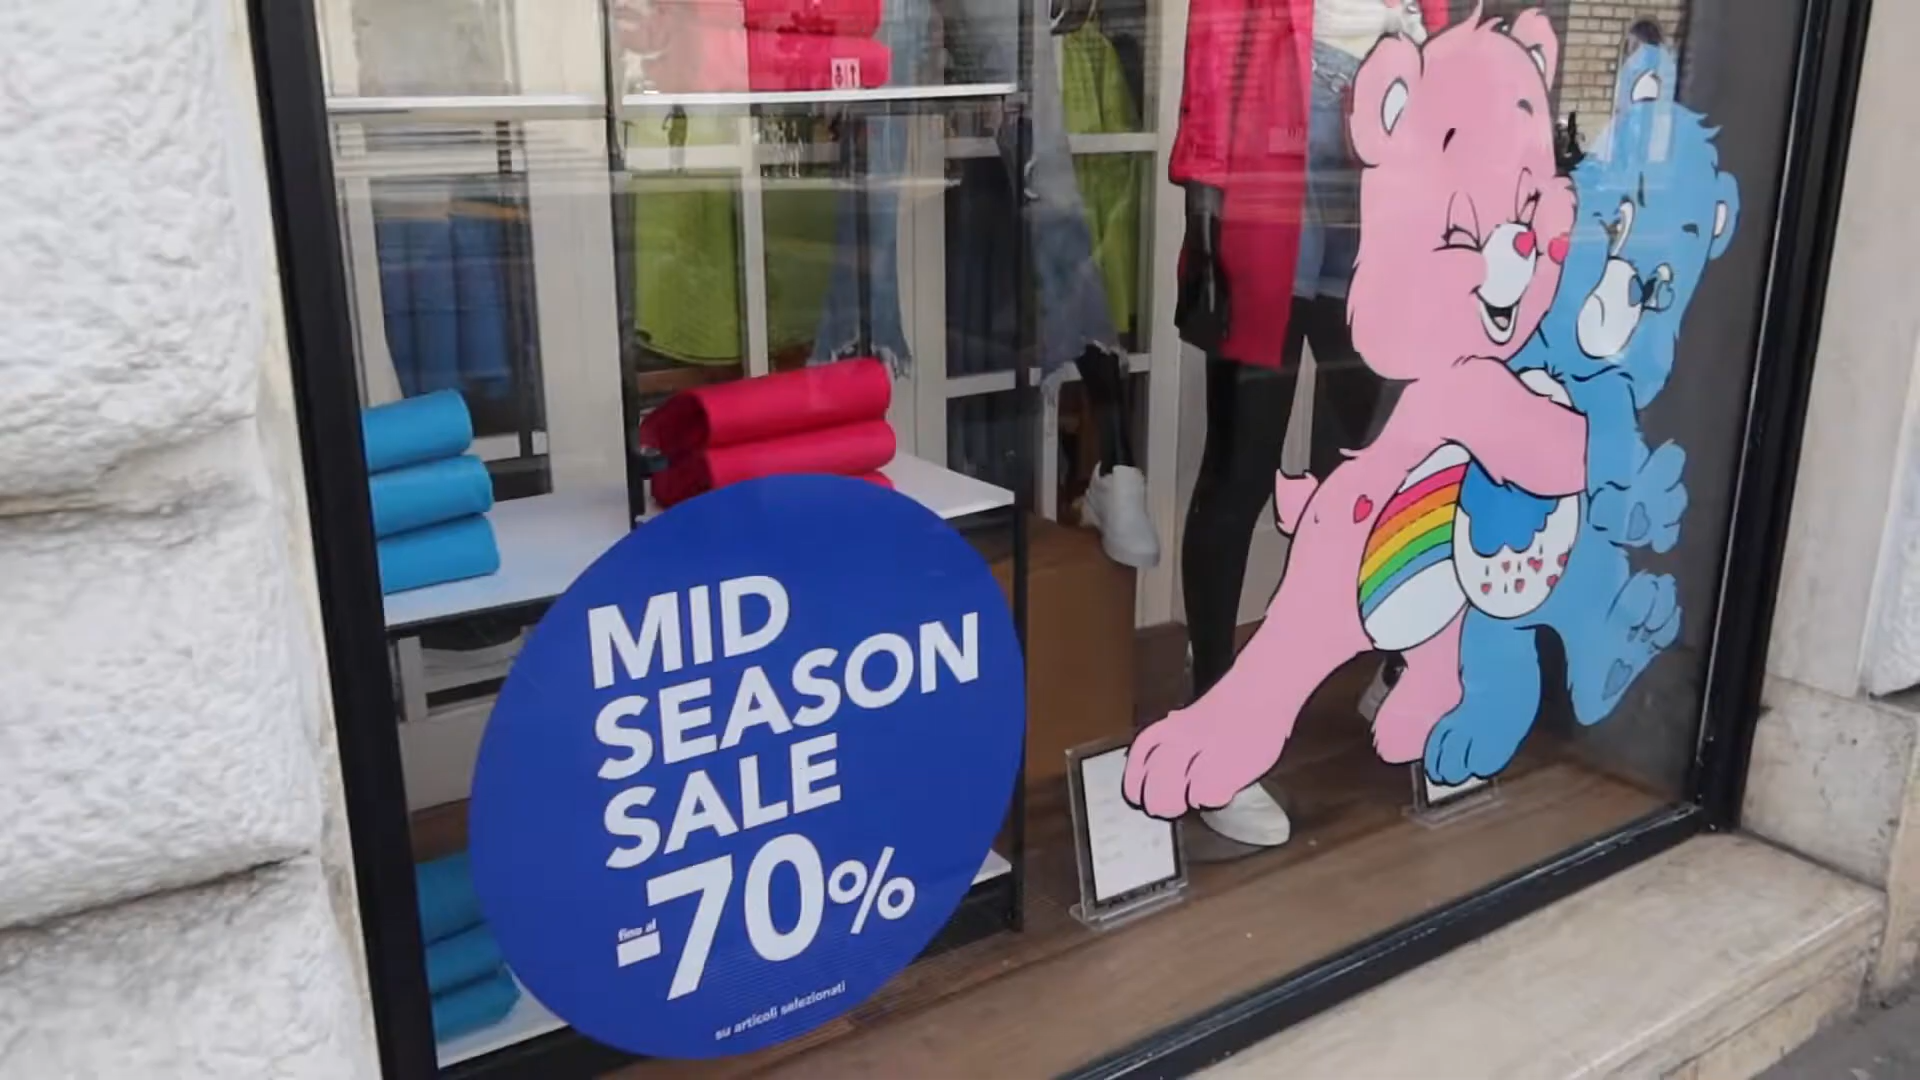 MID
SEASON
SALE
fino al
-70%
su articoli selezionati